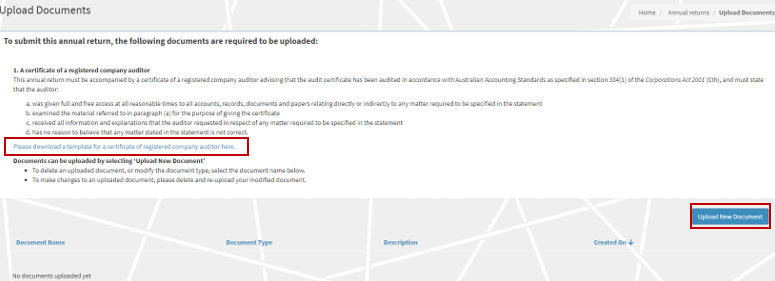 Upload Documents
Home / Annual returns / Upload Documents
To submit this annual return, the following documents are required to be uploaded:
1. A certificate of a registered company auditor
This annual return must be accompanied by a certificate of a registered company auditor advising that the audit certificate has been audited in accordance with Australian Accounting Standards as specified in section 334(1) of the Corporations Act 2001 (Cth), and must state
that the auditor:
a. was given full and free access at all reasonable times to all accounts, records, documents and papers relating directly or indirectly to any matter required to be specified in the statement
b. examined the material referred to in paragraph (a) for the purpose of giving the certificate
c. received all information and explanations that the auditor requested in respect of any matter required to be specified in the statement
d. has no reason to believe that any matter stated in the statement is not correct.
Please download a template for a certificate of registered company auditor here.
Documents can be uploaded by selecting 'Upload New Document'
• To delete an uploaded document, or modify the document type, select the document name below.
• To make changes to an uploaded document, please delete and re-upload your modified document.
Upload New Document
Document Name Document Type Description Created On ↓
No documents uploaded yet